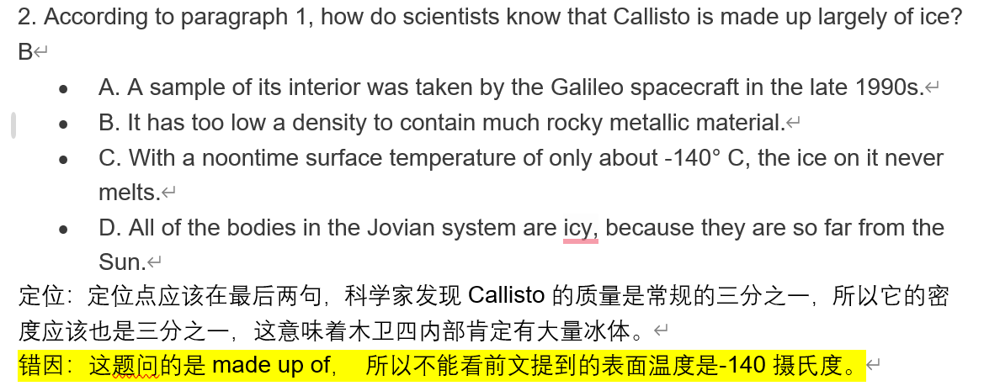 2. According to paragraph 1, how do scientists know that Callisto is made up largely of ice?
B↵
• A. A sample of its interior was taken by the Galileo spacecraft in the late 1990s.↵
• B. It has too low a density to contain much rocky metallic material.↵
• C. With a noontime surface temperature of only about -140° C, the ice on it never
melts.↵
• D. All of the bodies in the Jovian system are icy, because they are so far from the
Sun.↵
定位：定位点应该在最后两句，科学家发现 Callisto 的质量是常规的三分之一，所以它的密
度应该也是三分之一，这意味着木卫四内部肯定有大量冰体。↵
错因：这题问的是 made up of， 所以不能看前文提到的表面温度是-140 摄氏度。↵